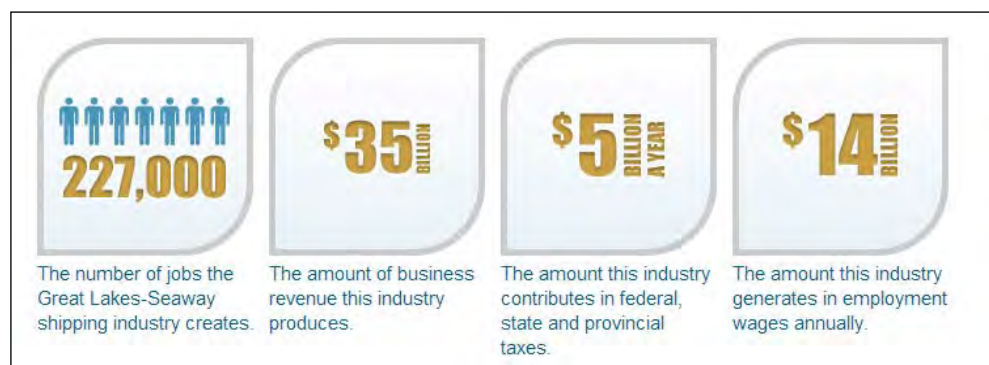 227,000
The number of jobs the
Great Lakes-Seaway
shipping industry creates.
$35 BILLION
The amount of business
revenue this industry
produces.
$5 BILLION
A YEAR
The amount this industry
contributes in federal,
state and provincial
taxes.
$14 BILLION
The amount this industry
generates in employment
wages annually.